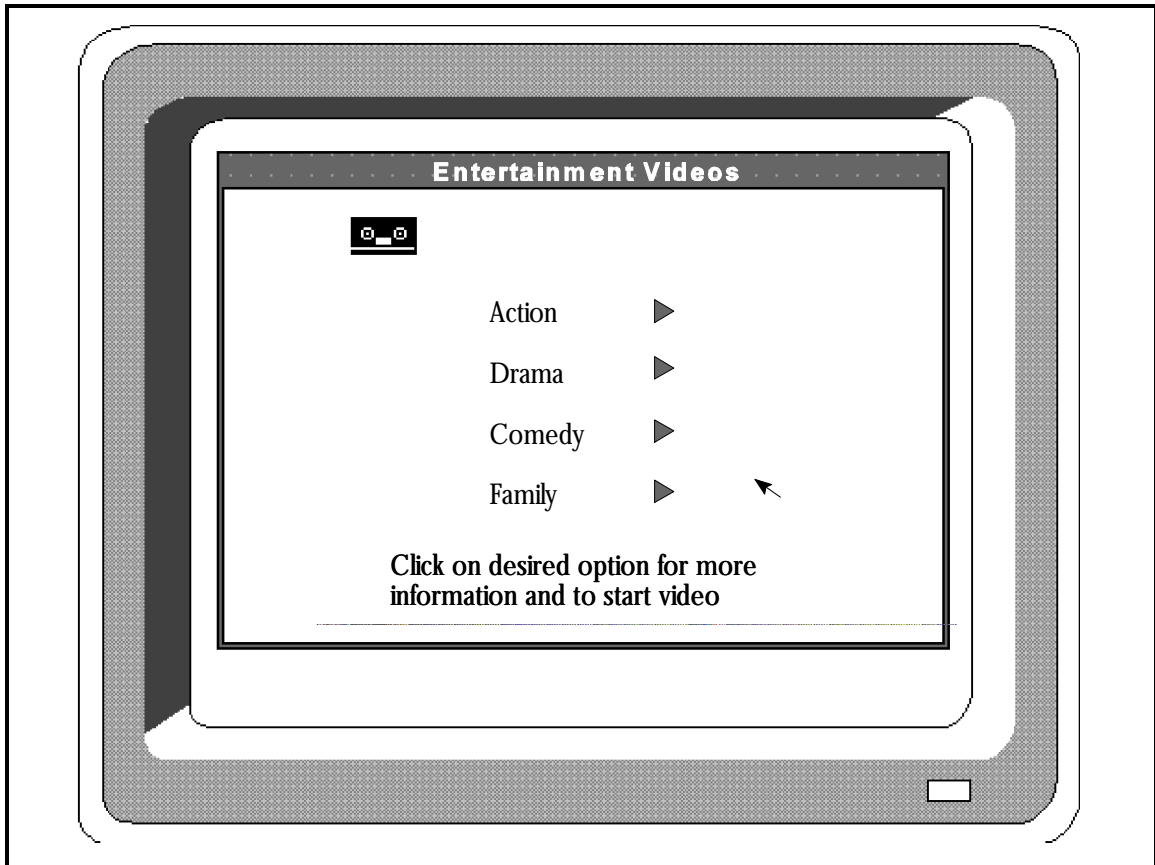 Entertainment Videos
Action
Drama
Comedy
Family
Click on desired option for more
information and to start video